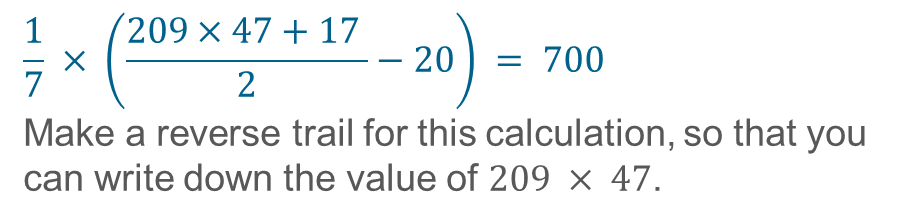 1/7 × ((209 × 47 + 17)/2 − 20) = 700
Make a reverse trail for this calculation, so that you
can write down the value of 209 × 47.